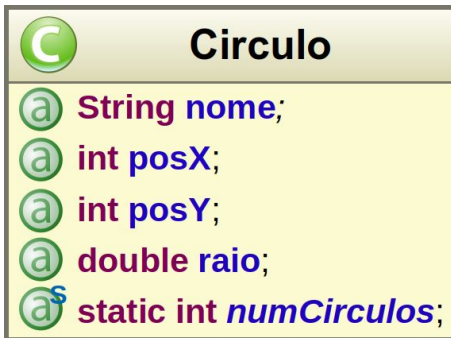 C Circulo
a String nome;
a int posX;
a int posY;
a double raio;
a S static int numCirculos;